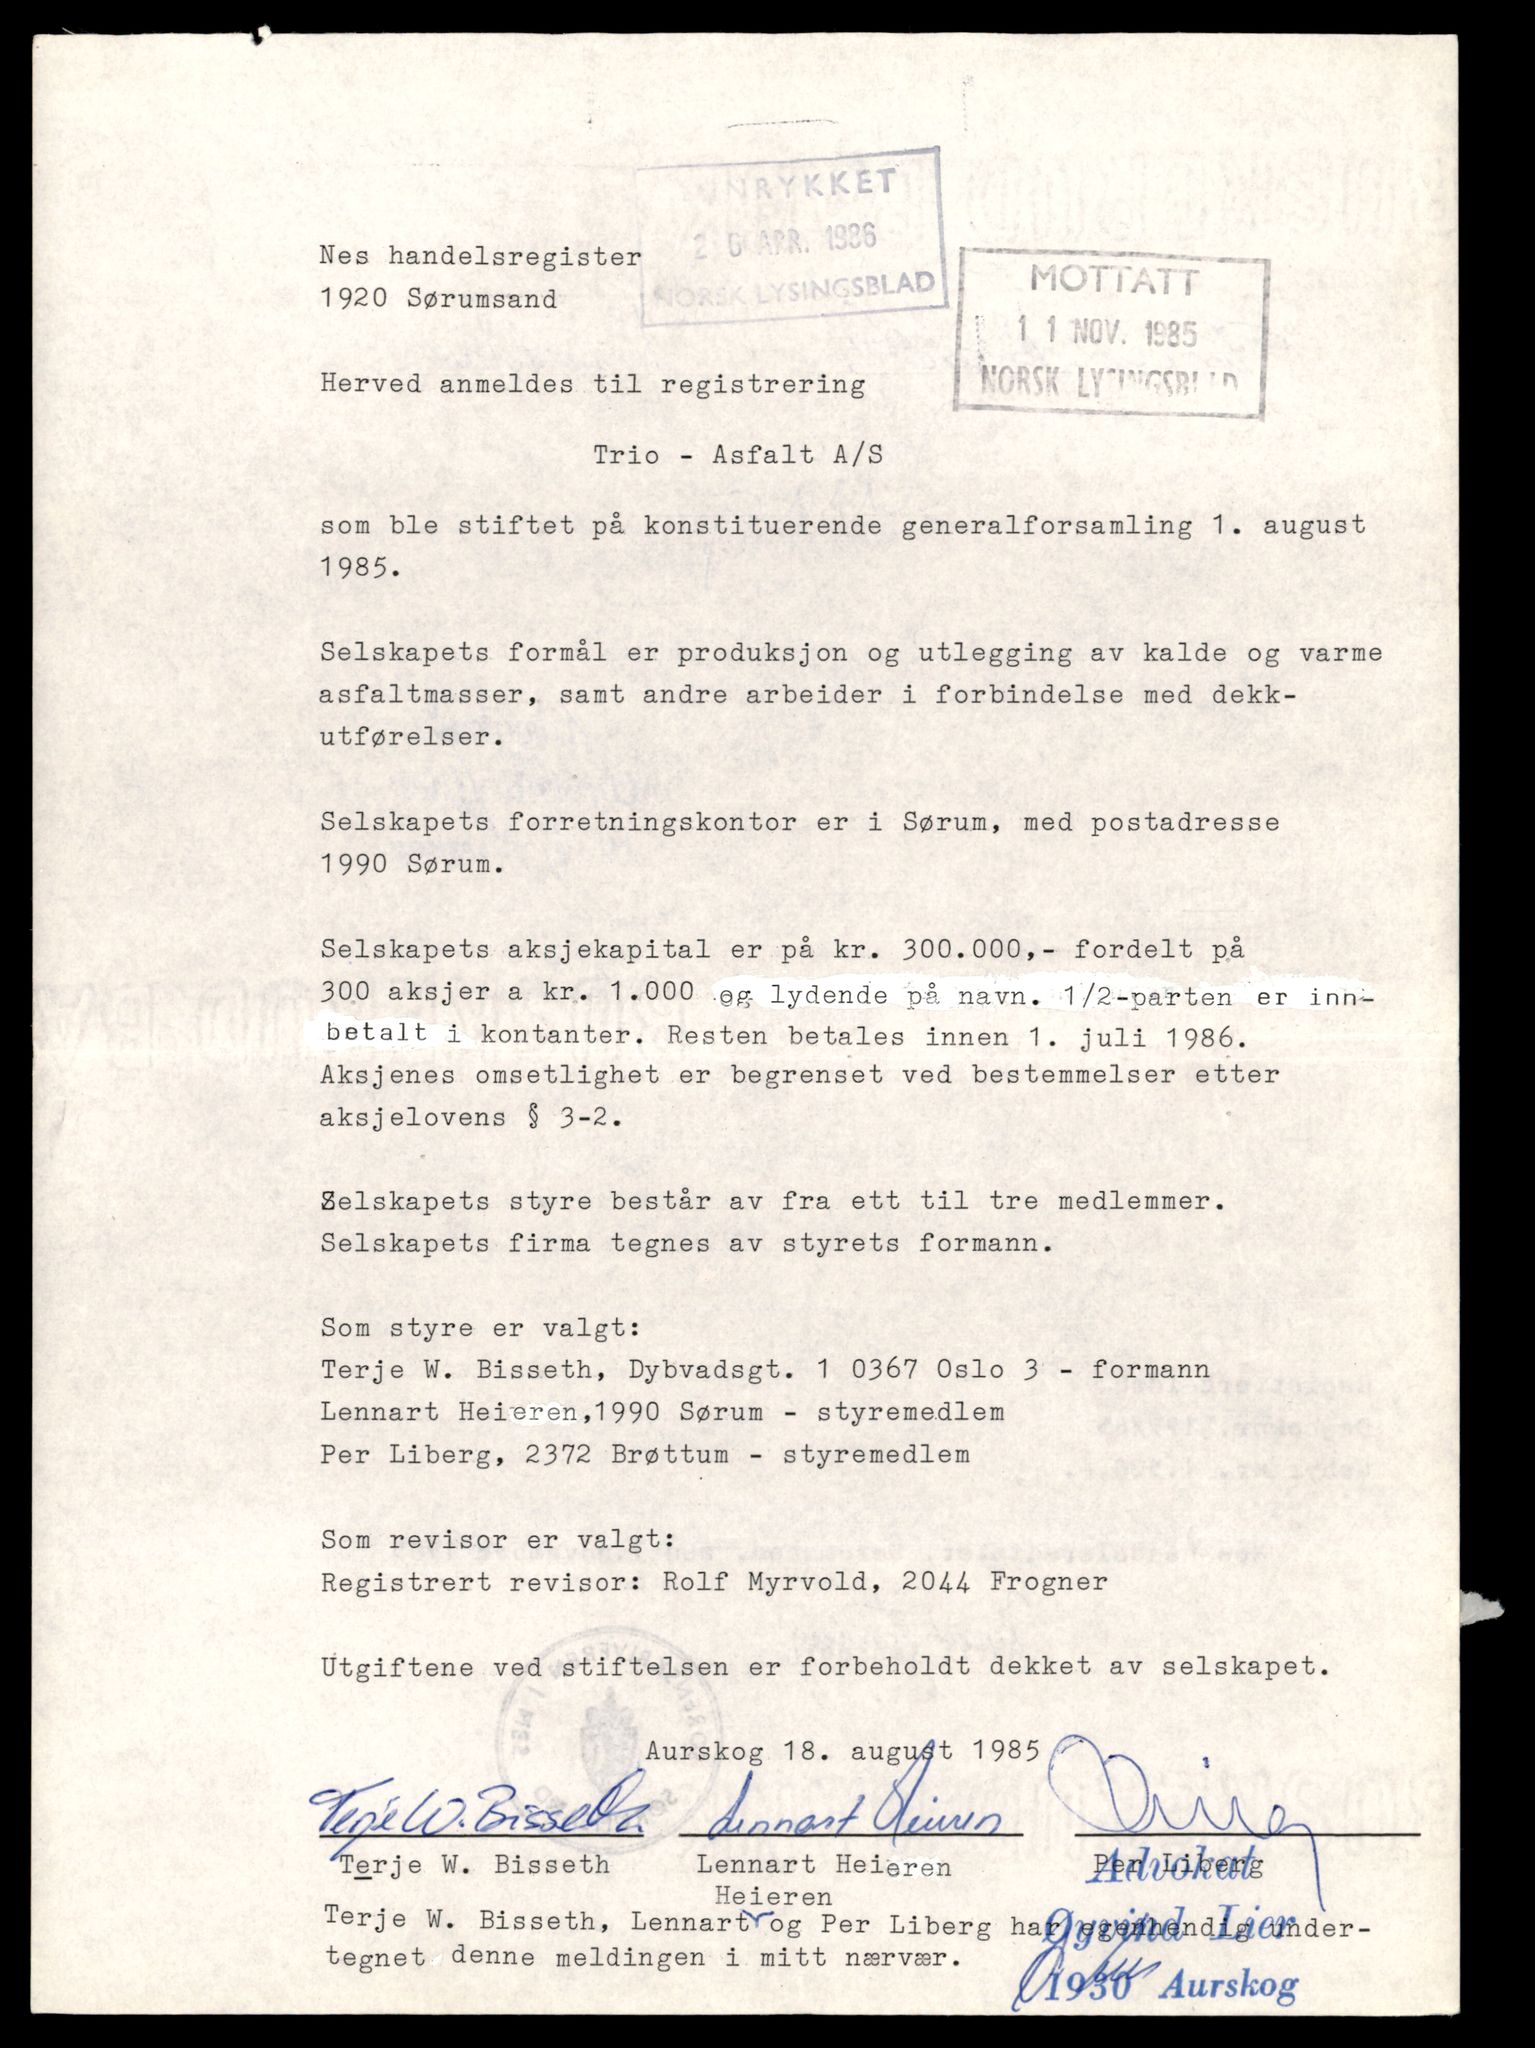 INNRYKKET
26 APR. 1986
NORSK LYSINGSBLAD
MOTTATT
11 NOV. 1985
NORSK LYSINGSBLAD
Nes handelsregister
1920 Sørumsand
Herved anmeldes til registrering
Trio - Asfalt A/S
som ble stiftet på konstituerende generalforsamling 1. august
1985.
Selskapets formål er produksjon og utlegging av kalde og varme
asfaltmasser, samt andre arbeider i forbindelse med dekk-
utførelser.
Selskapets forretningskontor er i Sørum, med postadresse
1990 Sørum.
Selskapets aksjekapital er på kr. 300.000,- fordelt på
300 aksjer a kr. 1.000 og lydende på navn. 1/2-parten er inn-
betalt i kontanter. Resten betales innen 1. juli 1986.
Aksjenes omsetlighet er begrenset ved bestemmelser etter
aksjelovens § 3-2.
Selskapets styre består av fra ett til tre medlemmer.
Selskapets firma tegnes av styrets formann.
Som styre er valgt:
Terje W. Bisseth, Dybvadsgt. 1 0367 Oslo 3 - formann
Lennart Heieren,1990 Sørum - styremedlem
Per Liberg, 2372 Brøttum - styremedlem
Som revisor er valgt:
Registrert revisor: Rolf Myrvold, 2044 Frogner
Utgiftene ved stiftelsen er forbeholdt dekket av selskapet.
Aurskog 18. august 1985
Terje W. Bisseth Lennart Heieren
Terje W. Bisseth Lennart Heieren Per Liberg
Heieren
Terje W. Bisseth, Lennart og Per Liberg har egenhendig under-
tegnet denne meldingen i mitt nærvær.
Advokat
Øyvind Lier
1930 Aurskog